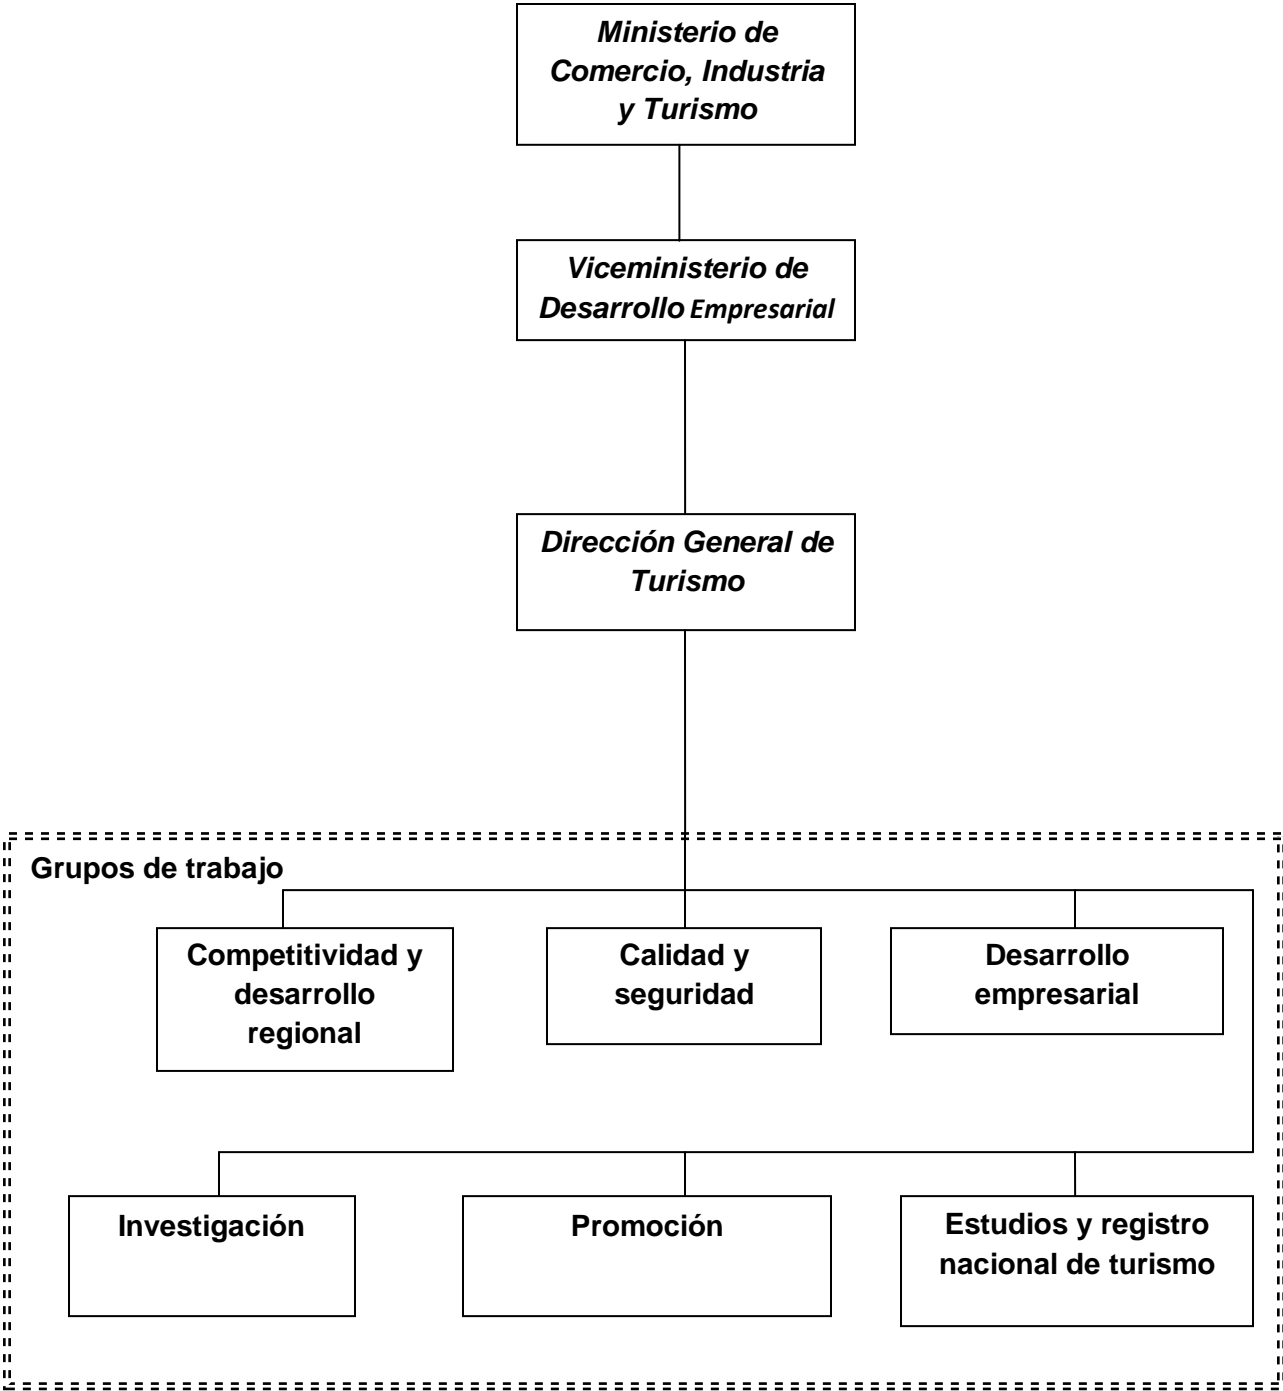 Ministerio de
Comercio, Industria
y Turismo
Viceministerio de
Desarrollo Empresarial
Dirección General de
Turismo
Grupos de trabajo
Competitividad y
desarrollo
regional
Calidad y
seguridad
Desarrollo
empresarial
Investigación
Promoción
Estudios y registro
nacional de turismo